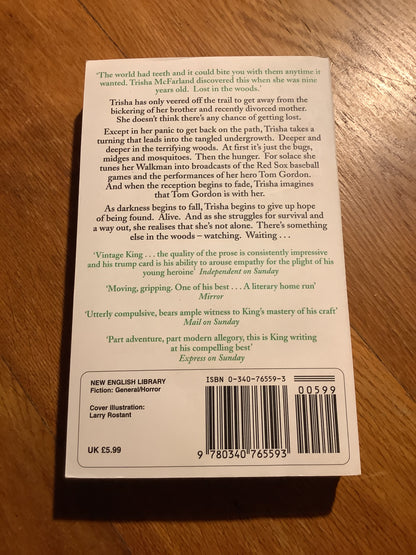 ‘The world had teeth and it could bite you with them anytime it
wanted. Trisha McFarland discovered this when she was nine
years old.  Lost in the woods.’
Trisha has only veered off the trail to get away from the
bickering of her brother and recently divorced mother.
She doesn't think there's any chance of getting lost.
Except in her panic to get back on the path, Trisha takes a
turning that leads into the tangled undergrowth.  Deeper and
deeper in the terrifying woods.  At first it's just the bugs,
midges and mosquitoes.  Then the hunger.  For solace she
tunes her Walkman into broadcasts of the Red Sox baseball
games and the performances of her hero Tom Gordon.
And when the reception begins to fade, Trisha imagines
that Tom Gordon is with her.
As darkness begins to fall, Trisha begins to give up hope
of being found.  Alive.  And as she struggles for survival and
a way out, she realises that she's not alone.  There's something
else in the woods – watching.  Waiting . . .
‘Vintage King . . . the quality of the prose is consistently impressive
and his trump card is his ability to arouse empathy for the plight of his
young heroine’ Independent on Sunday
‘Moving, gripping. One of his best . . . A literary home run’
Mirror
‘Utterly compulsive, bears ample witness to King's mastery of his craft’
Mail on Sunday
‘Part adventure, part modern allegory, this is King writing
at his compelling best’
Express on Sunday
NEW ENGLISH LIBRARY
Fiction: General/Horror
Cover Illustration:
Larry Rostant
UK £5.99
ISBN 0-340-76559-3
00599
9 780340 765593